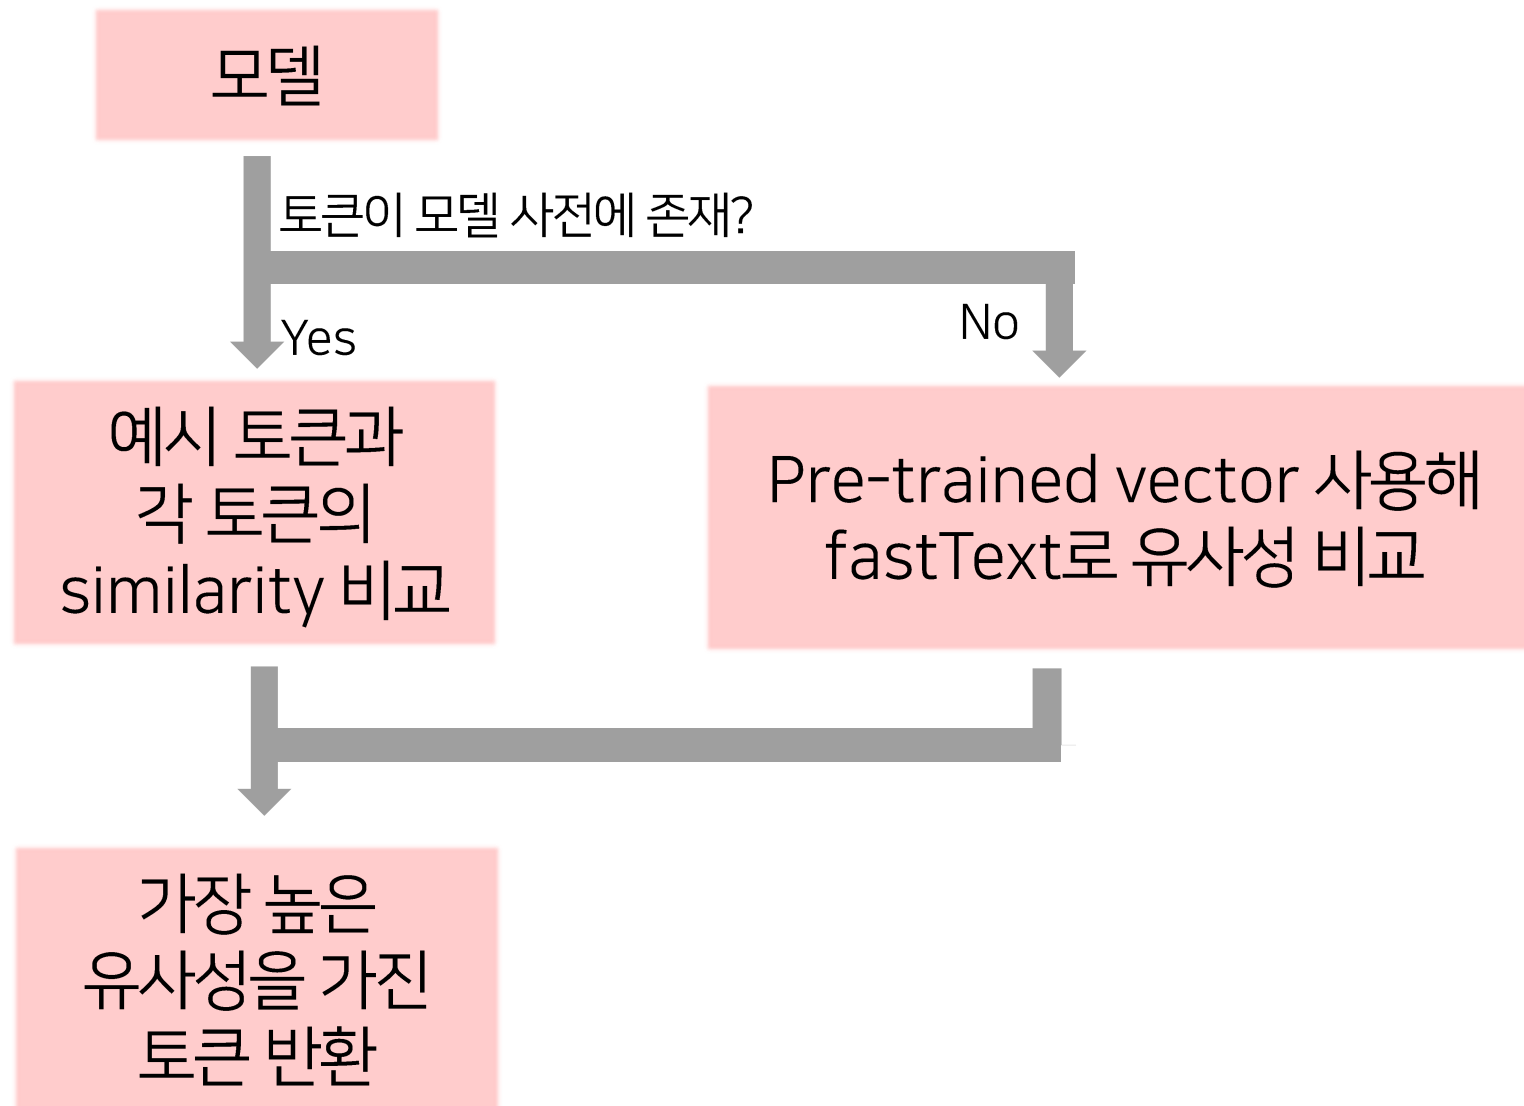 모델
토큰이 모델 사전에 존재?
Yes
No
예시 토큰과
각 토큰의
similarity 비교
Pre-trained vector 사용해
fastText로 유사성 비교
가장 높은
유사성을 가진
토큰 반환